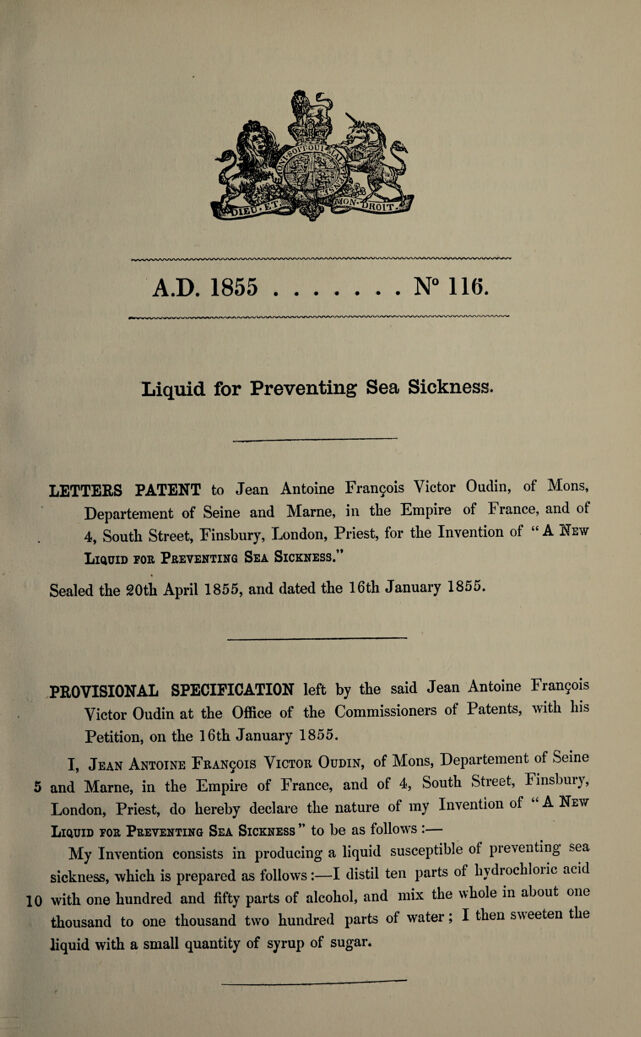 HONI SOIT QUI MAL
DIEU ET MON DROIT
A.D. 1855 . . . . . . . . N° 116.
Liquid for Preventing Sea Sickness.
LETTERS PATENT to Jean Antoine François Victor Oudin, of Mons,
Departement of Seine and Marne, in the Empire of France, and of
4, South Street, Finsbury, London, Priest, for the Invention of “A New
Liquid for Preventing Sea Sickness.”
Sealed the 20th April 1855, and dated the 16th January 1855.
PROVISIONAL SPECIFICATION left by the said Jean Antoine François
Victor Oudin at the Office of the Commissioners of Patents, with his
Petition, on the 16th January 1855.
I, Jean Antoine François Victor Oudin, of Mons, Departement of Seine
5 and Marne, in the Empire of France, and of 4, South Street, Finsbury,
London, Priest, do hereby declare the nature of my Invention of “A New
Liquid for Preventing Sea Sickness” to be as follows :—
My Invention consists in producing a liquid susceptible of preventing sea
sickness, which is prepared as follows :—I distil ten parts of hydrochloric acid
10 with one hundred and fifty parts of alcohol, and mix the whole in about one
thousand to one thousand two hundred parts of water; I then sweeten the
liquid with a small quantity of syrup of sugar.